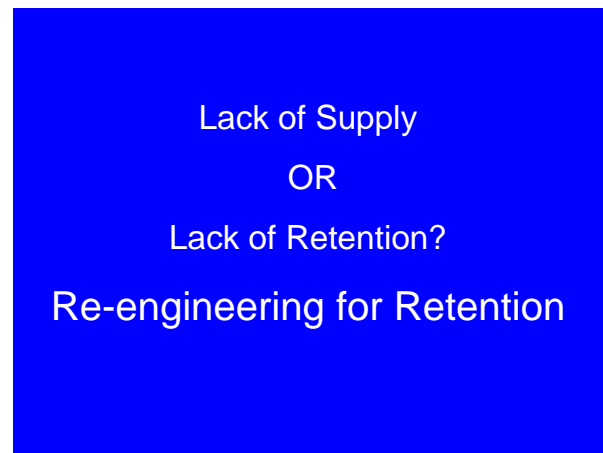 Lack of Supply
OR
Lack of Retention?
Re-engineering for Retention